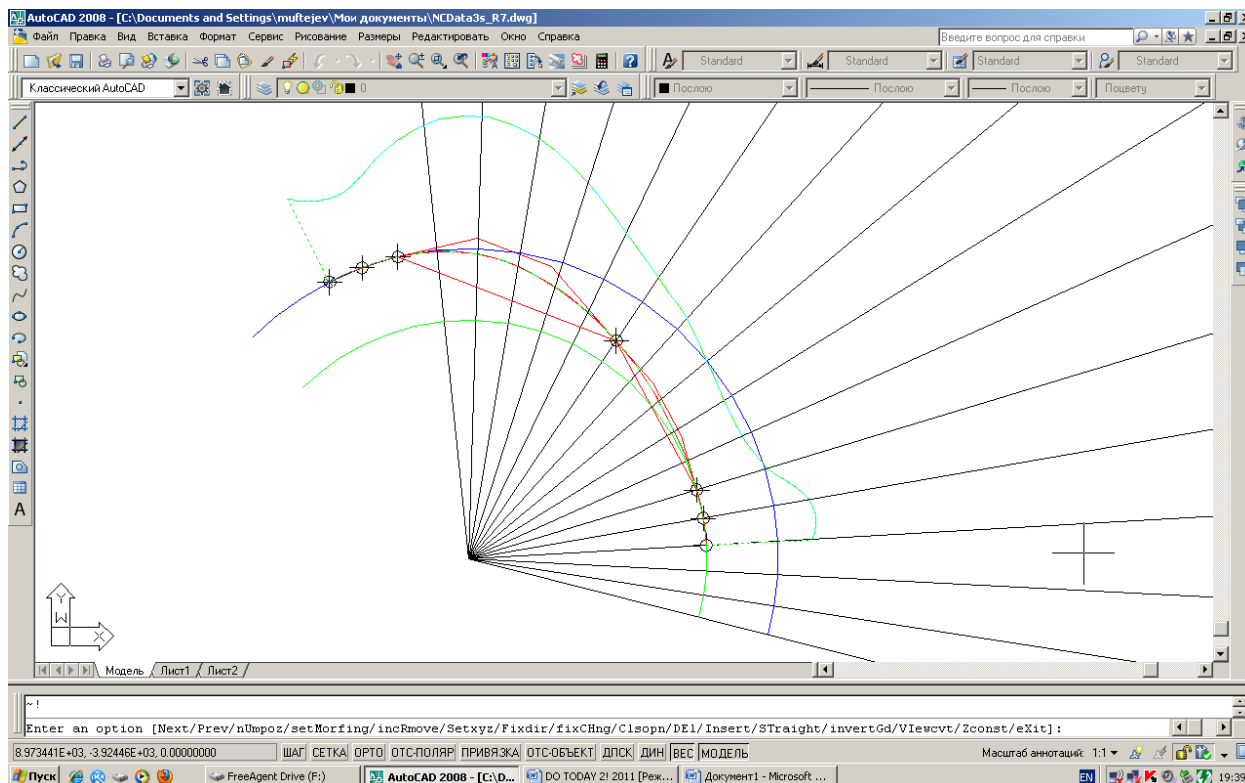 AutoCAD 2008 - [C:\Documents and Settings\muftejev\Мои документы\NCData3s_R7.dwg]
Файл Правка Вид Вставка Формат Сервис Рисование Размеры Редактировать Окно Справка
Введите вопрос для справки
Standard Standard Standard Standard
Классический AutoCAD 0 Послою Послою Послою Поцвету
A
Y
W
X
Модель Лист1 Лист2
~!
Enter an option [Next/Prev/nUmpoz/setMorfing/incRmove/Setxyz/Fixdir/fixCHng/Clsopn/DEl/Insert/STraight/invertGd/VIewcvt/Zconst/eXit]:
8.973441E+03, -3.92446E+03, 0.00000000 ШАГ СЕТКА ОРТО ОТС-ПОЛЯР ПРИВЯЗКА ОТС-ОБЪЕКТ ДПСК ДИН ВЕС МОДЕЛЬ Масштаб аннотаций: 1:1
Пуск FreeAgent Drive (F:) AutoCAD 2008 - [C:\D... DO TODAY 2! 2011 [Реж... Документ1 - Microsoft ... EN 19:39